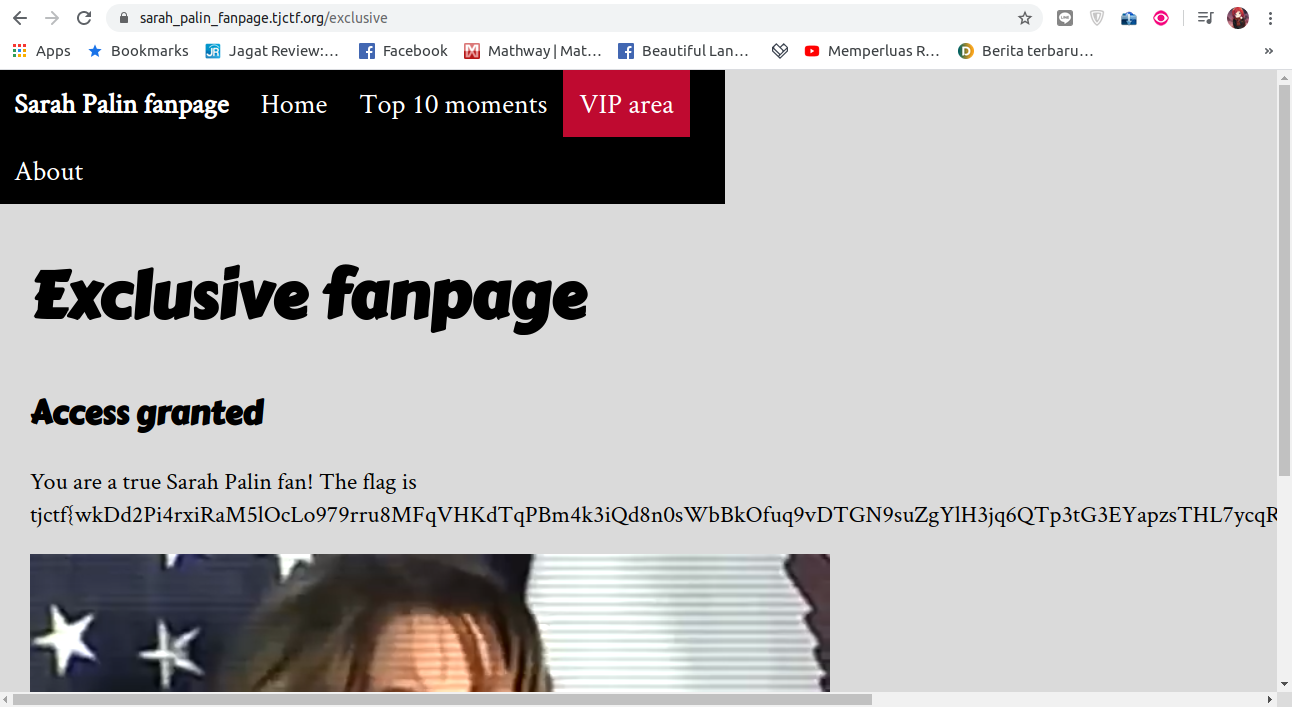 sarah_palin_fanpage.tjctf.org/exclusive
Apps Bookmarks Jagat Review:... Facebook Mathway | Mat... Beautiful Lan... Memperluas R... Berita terbaru... »
Sarah Palin fanpage Home Top 10 moments VIP area
About
Exclusive fanpage
Access granted
You are a true Sarah Palin fan! The flag is
tjctf{wkDd2Pi4rxiRaM5lOcLo979rru8MFqVHKdTqPBm4k3iQd8n0sWbBkOfuq9vDTGN9suZgYlH3jq6QTp3tG3EYapzsTHL7ycqR